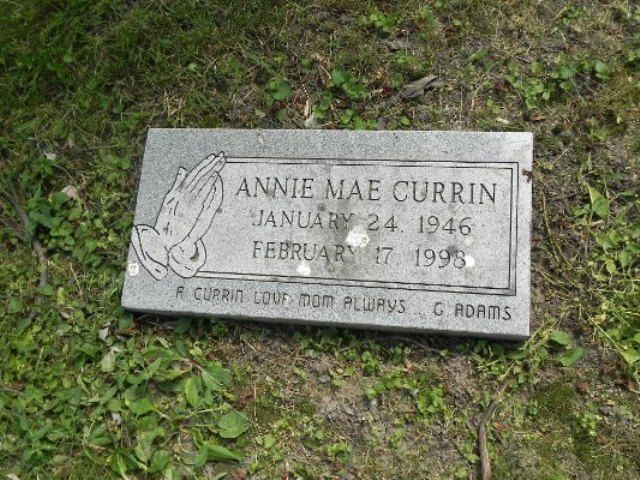 ANNIE MAE CURRIN
JANUARY 24, 1946
FEBRUARY 17, 1998
A CURRIN LOVE MOM ALWAYS ... G ADAMS